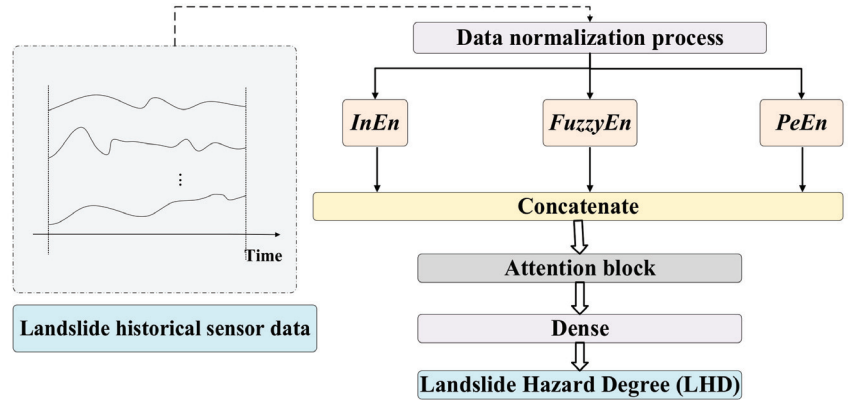 Data normalization process
InEn
FuzzyEn
PeEn
⋮
Time
Concatenate
Attention block
Landslide historical sensor data
Dense
Landslide Hazard Degree (LHD)